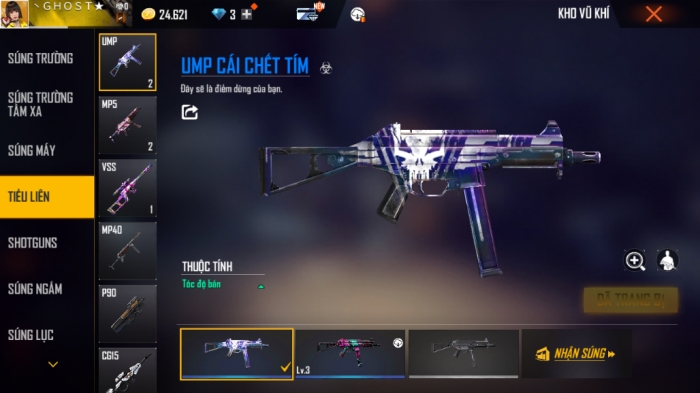 GHOST★
24.621
3
NEW
KHO VŨ KHÍ
SÚNG TRƯỜNG
SÚNG TRƯỜNG
TẦM XA
SÚNG MÁY
TIỂU LIÊN
SHOTGUNS
SÚNG NGẮM
SÚNG LỤC
UMP
2
MP5
2
VSS
1
MP40
P90
CG15
UMP CÁI CHẾT TÍM
Đây sẽ là điểm dừng của bạn.
THUỘC TÍNH
Tốc độ bắn
ĐÃ TRANG BỊ
Lv.3
NHẬN SÚNG